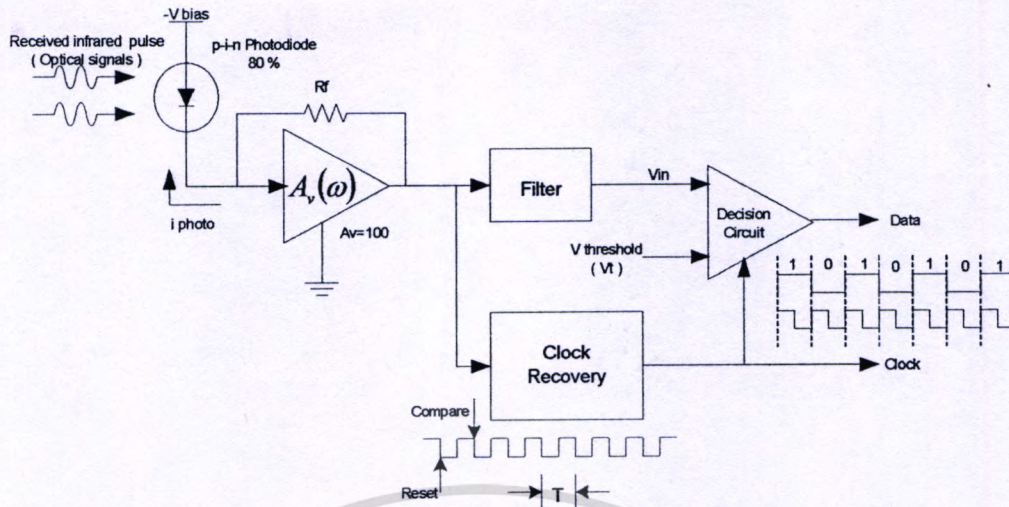 -V bias
Received infrared pulse
( Optical signals )
p-i-n Photodiode
80 %
Rf
Av(ω)
Av=100
i photo
Filter
Vin
V threshold
( Vt )
Decision
Circuit
Data
1 0 1 0 1 0 1
Clock
Recovery
Clock
Compare
Reset
T